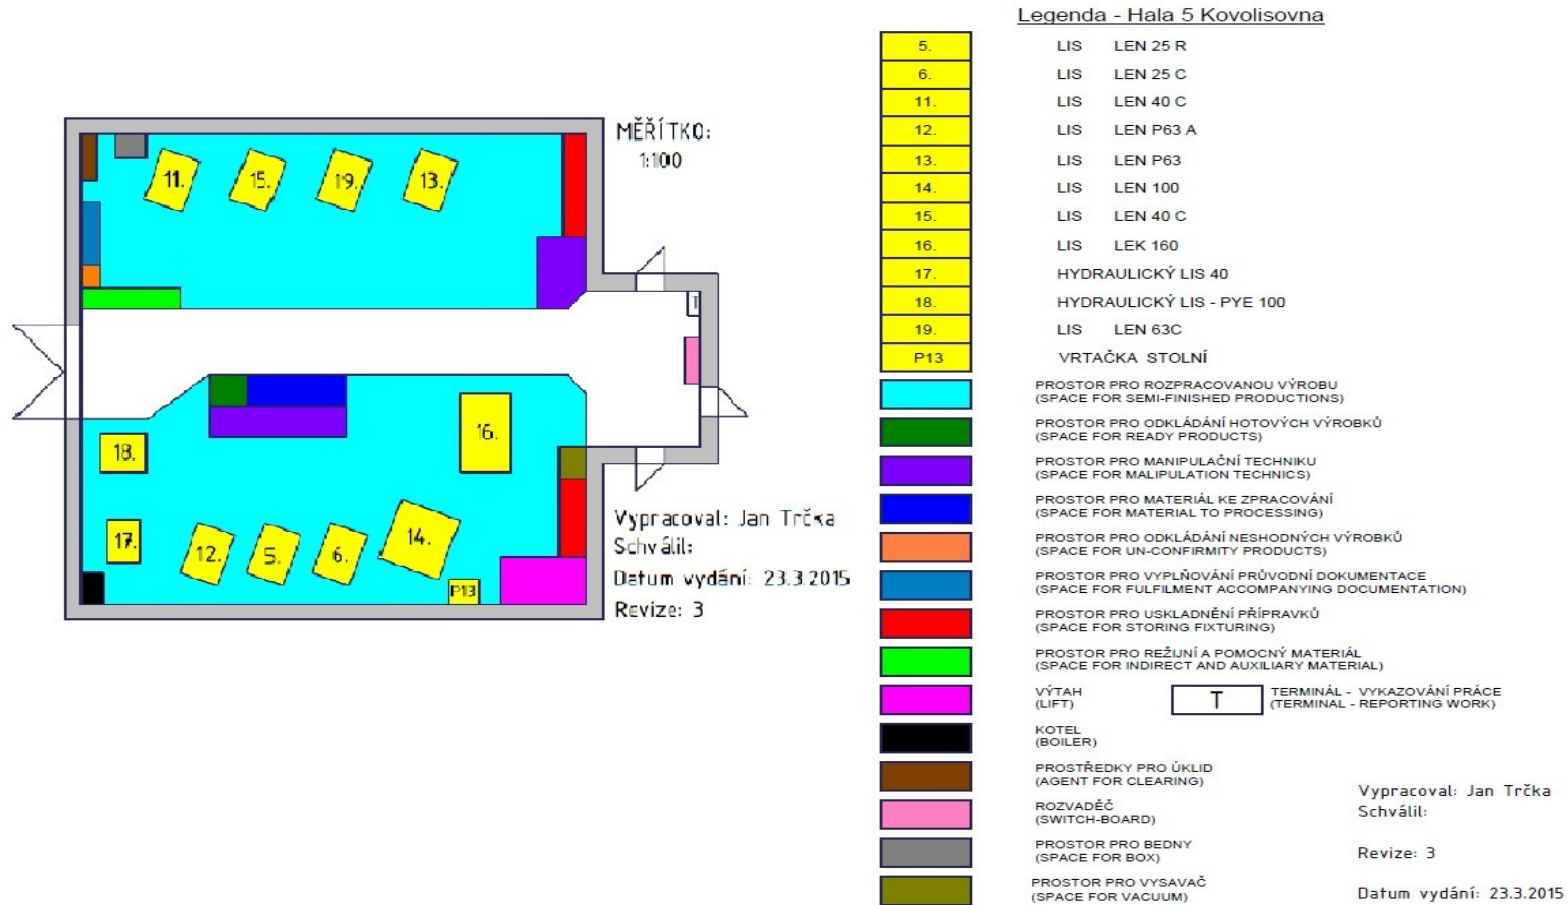 MĚŘÍTKO:
1:100
11.
15.
19.
13.
T
18.
16.
17.
12.
5.
6.
14.
P13
Vypracoval: Jan Trčka
Schválil:
Datum vydání: 23.3.2015
Revize: 3
Legenda - Hala 5 Kovolisovna
5. LIS LEN 25 R
6. LIS LEN 25 C
11. LIS LEN 40 C
12. LIS LEN P63 A
13. LIS LEN P63
14. LIS LEN 100
15. LIS LEN 40 C
16. LIS LEK 160
17. HYDRAULICKÝ LIS 40
18. HYDRAULICKÝ LIS - PYE 100
19. LIS LEN 63C
P13 VRTAČKA STOLNÍ
PROSTOR PRO ROZPRACOVANOU VÝROBU
(SPACE FOR SEMI-FINISHED PRODUCTIONS)
PROSTOR PRO ODKLÁDÁNÍ HOTOVÝCH VÝROBKŮ
(SPACE FOR READY PRODUCTS)
PROSTOR PRO MANIPULAČNÍ TECHNIKU
(SPACE FOR MALIPULATION TECHNICS)
PROSTOR PRO MATERIÁL KE ZPRACOVÁNÍ
(SPACE FOR MATERIAL TO PROCESSING)
PROSTOR PRO ODKLÁDÁNÍ NESHODNÝCH VÝROBKŮ
(SPACE FOR UN-CONFIRMITY PRODUCTS)
PROSTOR PRO VYPLŇOVÁNÍ PRŮVODNÍ DOKUMENTACE
(SPACE FOR FULFILMENT ACCOMPANYING DOCUMENTATION)
PROSTOR PRO USKLADNĚNÍ PŘÍPRAVKŮ
(SPACE FOR STORING FIXTURING)
PROSTOR PRO REŽIJNÍ A POMOCNÝ MATERIÁL
(SPACE FOR INDIRECT AND AUXILIARY MATERIAL)
VÝTAH
(LIFT)
T TERMINÁL - VYKAZOVÁNÍ PRÁCE
(TERMINAL - REPORTING WORK)
KOTEL
(BOILER)
PROSTŘEDKY PRO ÚKLID
(AGENT FOR CLEARING)
ROZVADĚČ
(SWITCH-BOARD)
PROSTOR PRO BEDNY
(SPACE FOR BOX)
PROSTOR PRO VYSAVAČ
(SPACE FOR VACUUM)
Vypracoval: Jan Trčka
Schválil:
Revize: 3
Datum vydání: 23.3.2015